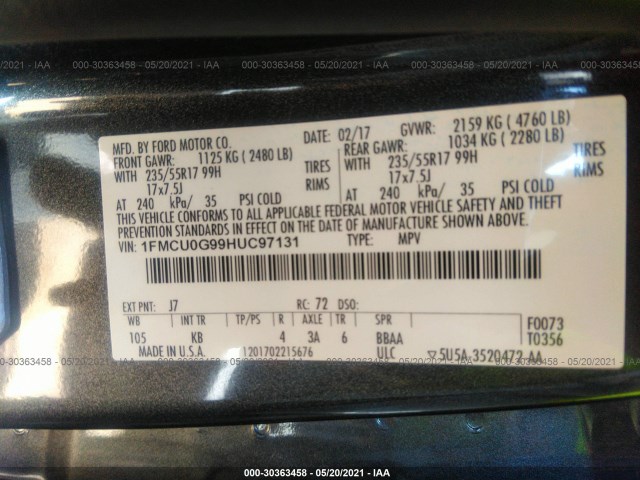 000-30363458 - 05/20/2021 - IAA
MFD. BY FORD MOTOR CO.
DATE: 02/17
GVWR: 2159 KG ( 4760 LB)
FRONT GAWR: 1125 KG ( 2480 LB)
REAR GAWR: 1034 KG ( 2280 LB)
WITH 235/55R17 99H TIRES
WITH 235/55R17 99H TIRES
17x7.5J RIMS
17x7.5J RIMS
AT 240 kPa/ 35 PSI COLD
AT 240 kPa/ 35 PSI COLD
THIS VEHICLE CONFORMS TO ALL APPLICABLE FEDERAL MOTOR VEHICLE SAFETY AND THEFT
PREVENTION STANDARDS IN EFFECT ON THE DATE OF MANUFACTURE SHOWN ABOVE.
VIN: 1FMCU0G99HUC97131
TYPE: MPV
EXT PNT: J7 RC: 72 DSO:
WB INT TR TP/PS R AXLE TR SPR F0073
105 KB 4 3A 6 BBAA T0356
MADE IN U.S.A. 1201702215676 ULC 5U5A-3520472-AA
000-30363458 - 05/20/2021 - IAA